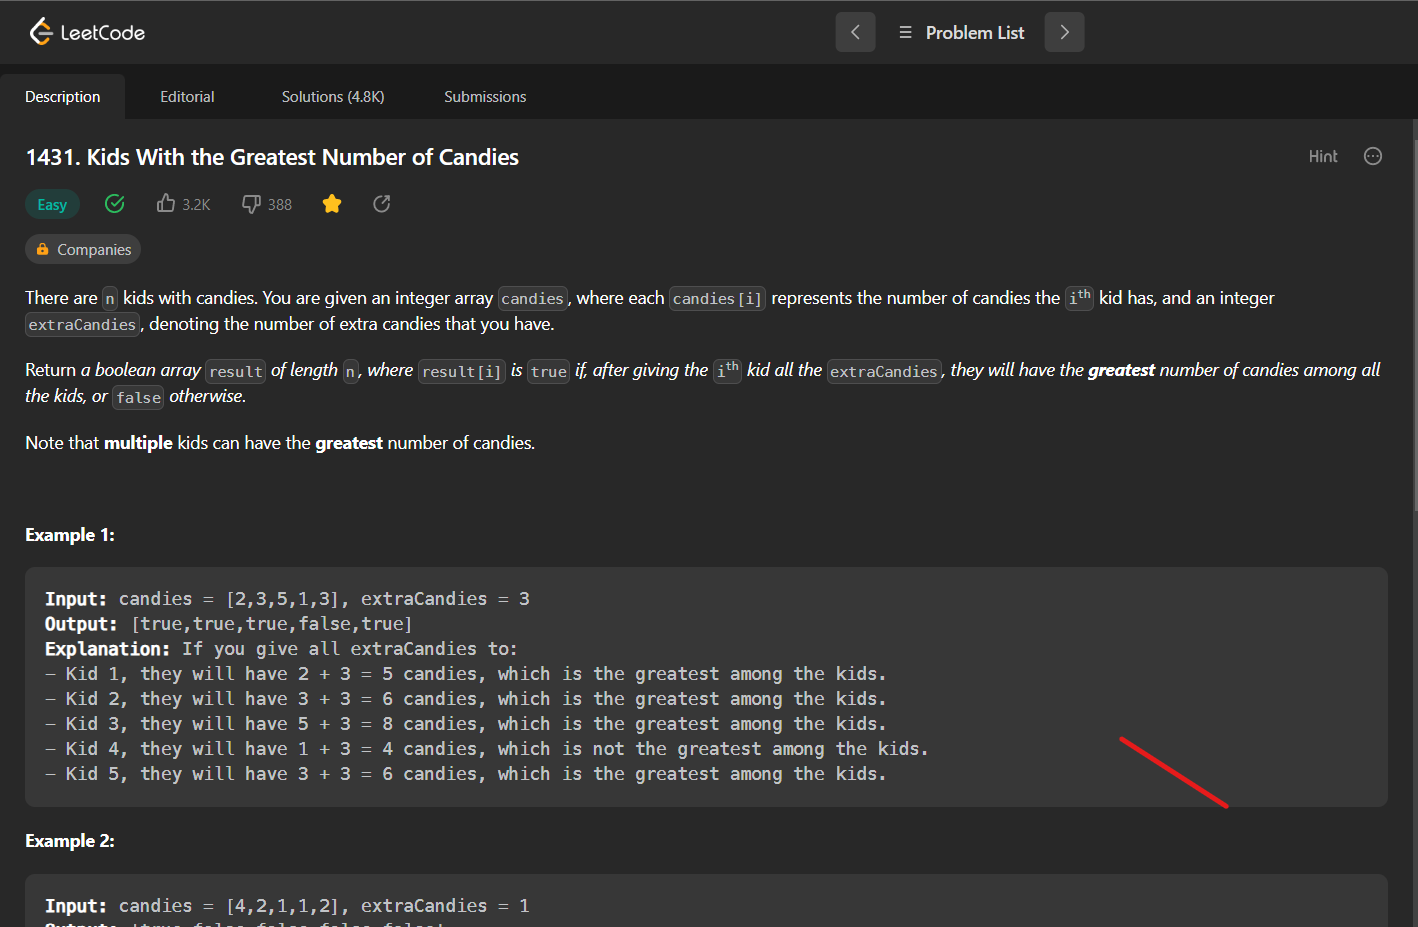 LeetCode
Problem List
Description Editorial Solutions (4.8K) Submissions
1431. Kids With the Greatest Number of Candies Hint
Easy 3.2K 388
Companies
There are n kids with candies. You are given an integer array candies, where each candies[i] represents the number of candies the ith kid has, and an integer
extraCandies, denoting the number of extra candies that you have.
Return a boolean array result of length n, where result[i] is true if, after giving the ith kid all the extraCandies, they will have the greatest number of candies among all
the kids, or false otherwise.
Note that multiple kids can have the greatest number of candies.
Example 1:
Input: candies = [2,3,5,1,3], extraCandies = 3
Output: [true,true,true,false,true]
Explanation: If you give all extraCandies to:
- Kid 1, they will have 2 + 3 = 5 candies, which is the greatest among the kids.
- Kid 2, they will have 3 + 3 = 6 candies, which is the greatest among the kids.
- Kid 3, they will have 5 + 3 = 8 candies, which is the greatest among the kids.
- Kid 4, they will have 1 + 3 = 4 candies, which is not the greatest among the kids.
- Kid 5, they will have 3 + 3 = 6 candies, which is the greatest among the kids.
Example 2:
Input: candies = [4,2,1,1,2], extraCandies = 1